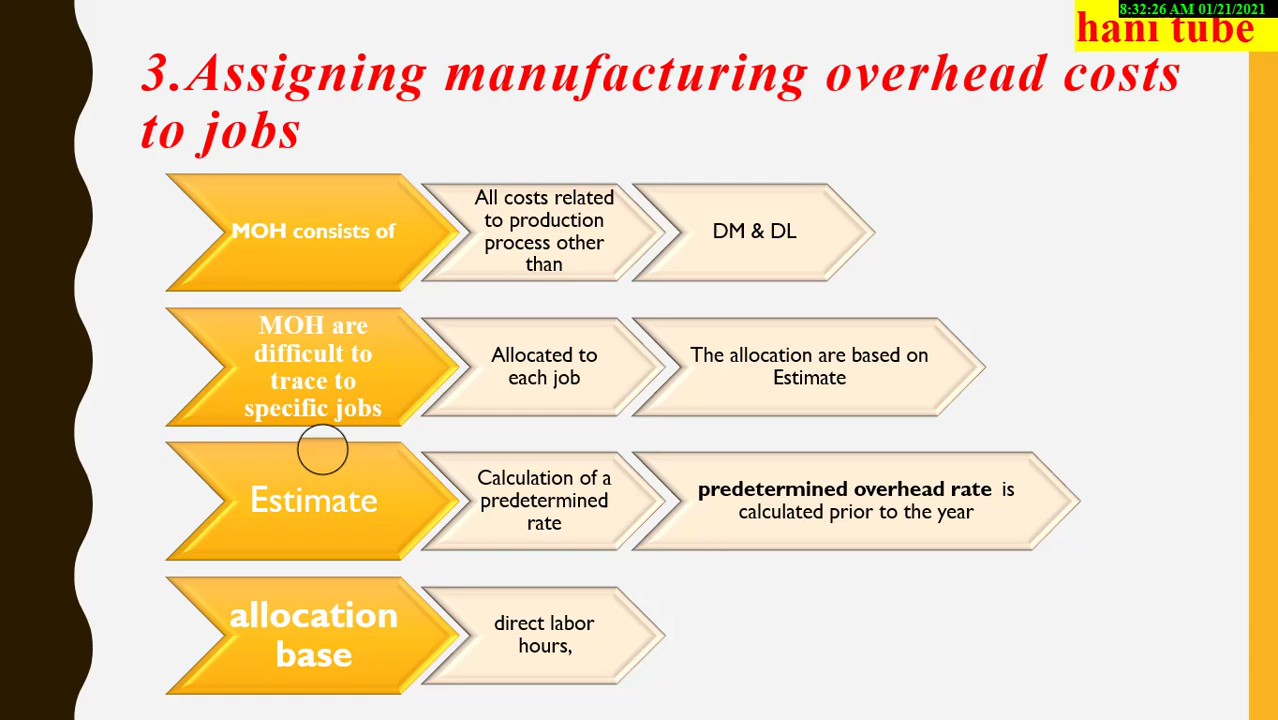 8:32:26 AM 01/21/2021
hani tube
3.Assigning manufacturing overhead costs
to jobs
MOH consists of
All costs related
to production
process other
than
DM & DL
MOH are
difficult to
trace to
specific jobs
Allocated to
each job
The allocation are based on
Estimate
Estimate
Calculation of a
predetermined
rate
predetermined overhead rate is
calculated prior to the year
allocation
base
direct labor
hours,